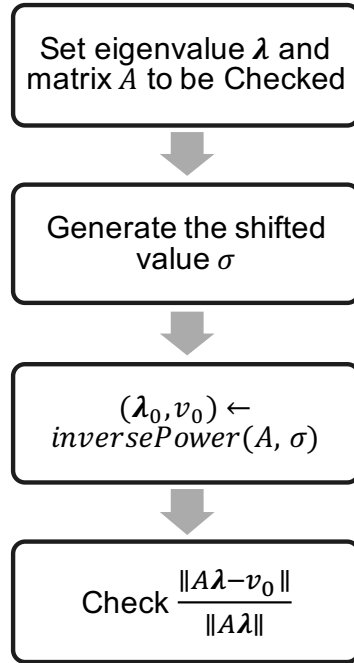 Set eigenvalue 𝝀 and
matrix 𝐴 to be Checked
Generate the shifted
value 𝜎
(𝝀₀, 𝑣₀) ←
𝑖𝑛𝑣𝑒𝑟𝑠𝑒𝑃𝑜𝑤𝑒𝑟(𝐴, 𝜎)
Check ‖𝐴𝝀−𝑣₀‖ / ‖𝐴𝝀‖